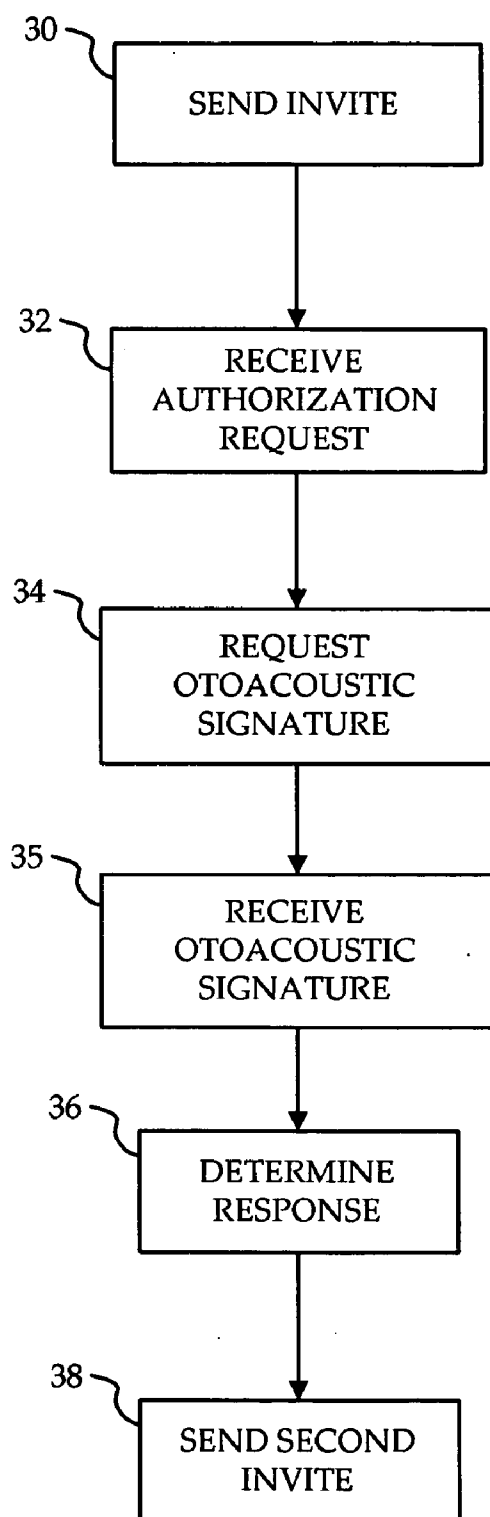 30
SEND INVITE
32
RECEIVE
AUTHORIZATION
REQUEST
34
REQUEST
OTOACOUSTIC
SIGNATURE
35
RECEIVE
OTOACOUSTIC
SIGNATURE
36
DETERMINE
RESPONSE
38
SEND SECOND
INVITE